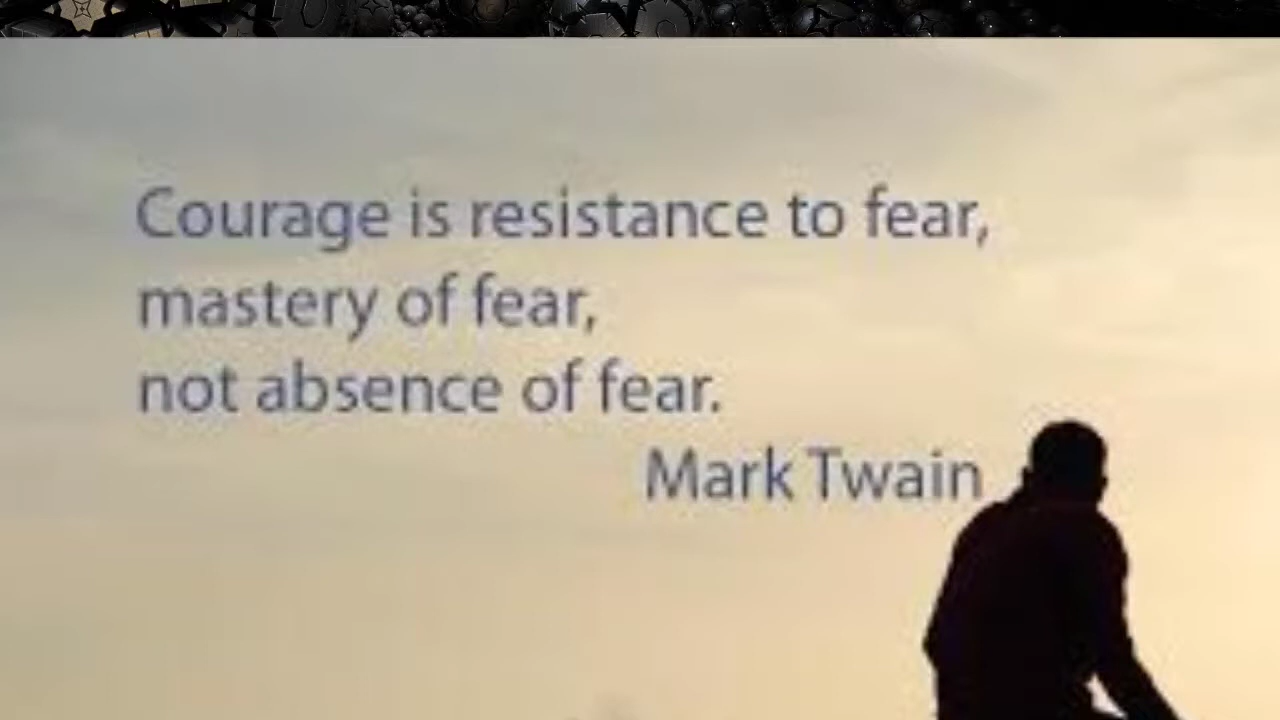 Courage is resistance to fear,
mastery of fear,
not absence of fear.
Mark Twain